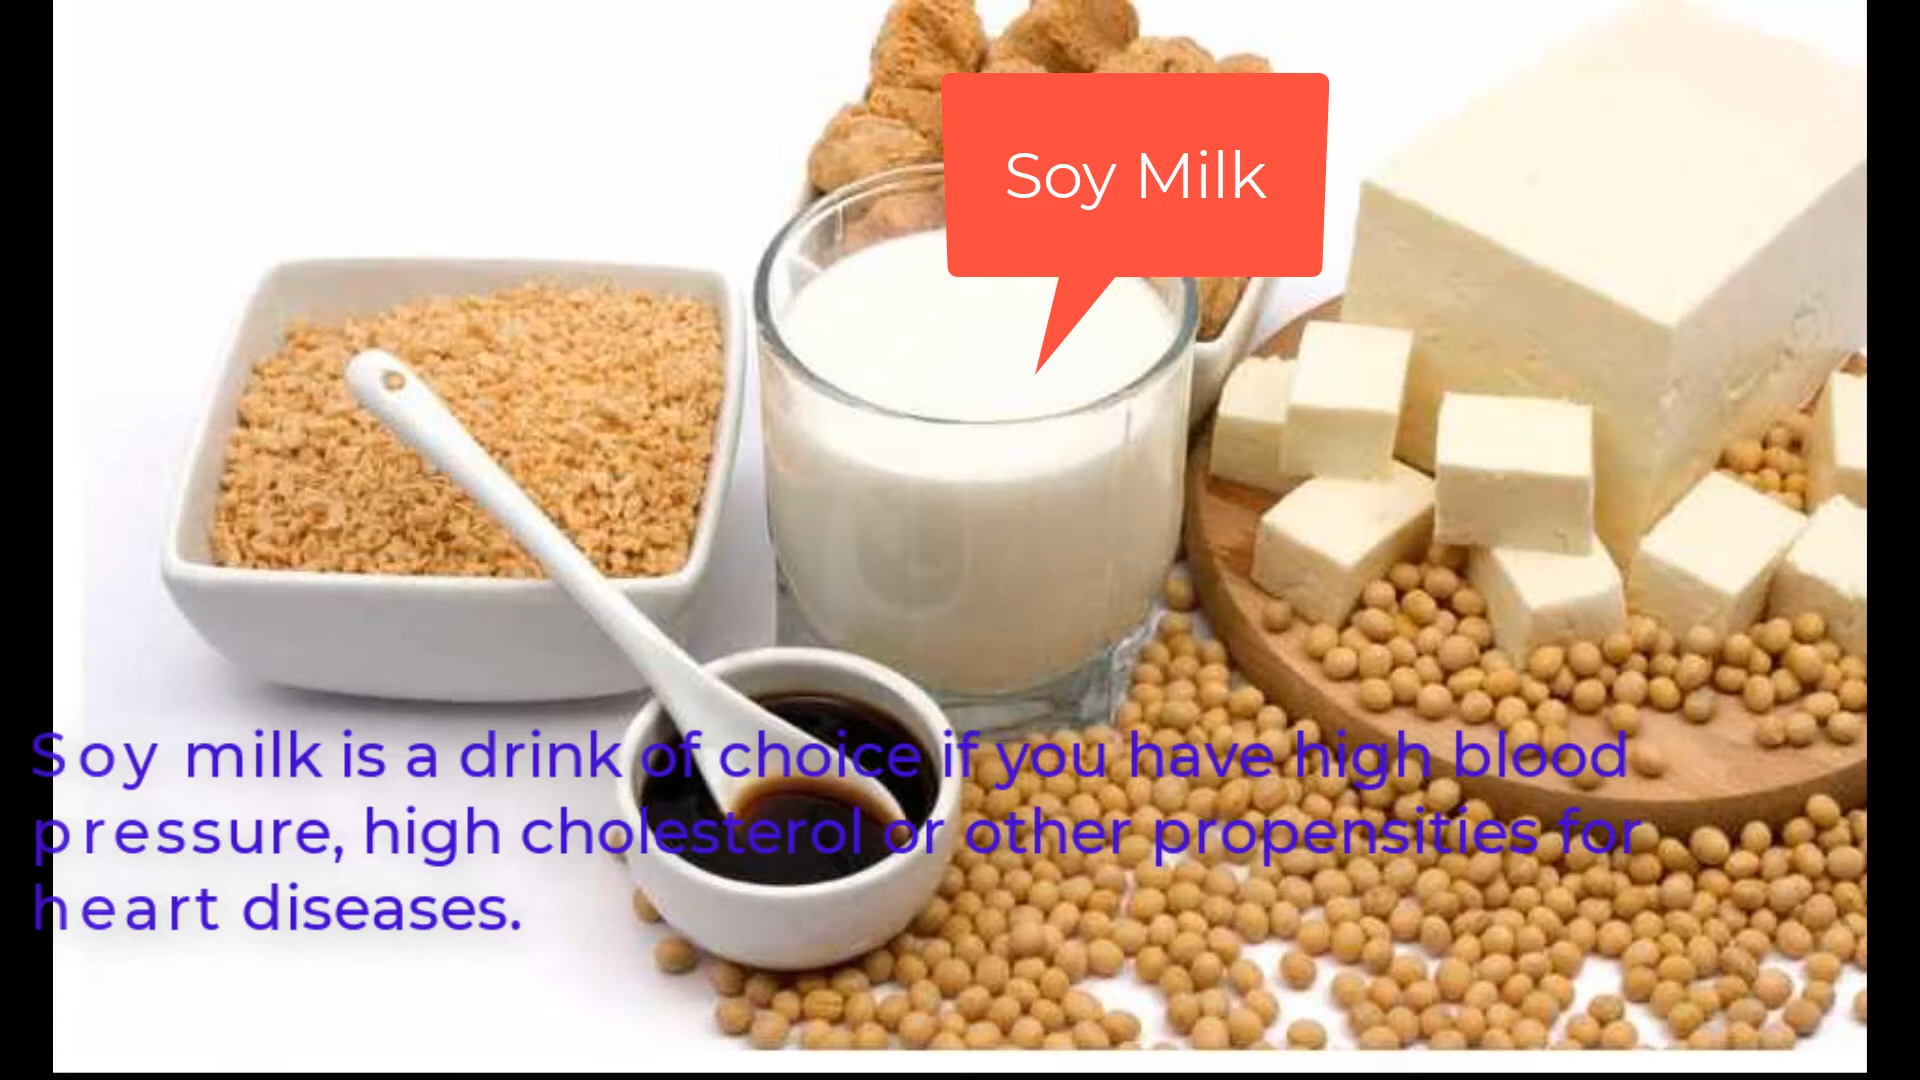 Soy Milk
Soy milk is a drink of choice if you have high blood
pressure, high cholesterol or other propensities for
heart diseases.